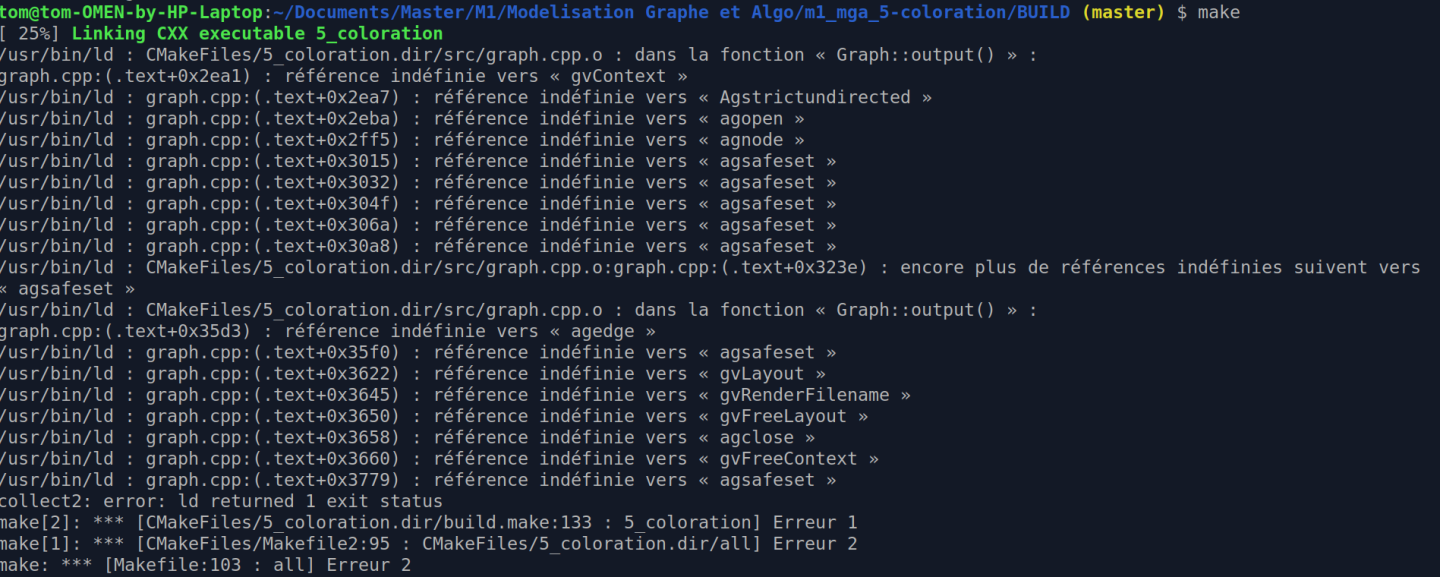 tom@tom-OMEN-by-HP-Laptop:~/Documents/Master/M1/Modelisation Graphe et Algo/m1_mga_5-coloration/BUILD (master) $ make
[ 25%] Linking CXX executable 5_coloration
/usr/bin/ld : CMakeFiles/5_coloration.dir/src/graph.cpp.o : dans la fonction « Graph::output() » :
graph.cpp:(.text+0x2ea1) : référence indéfinie vers « gvContext »
/usr/bin/ld : graph.cpp:(.text+0x2ea7) : référence indéfinie vers « Agstrictundirected »
/usr/bin/ld : graph.cpp:(.text+0x2eba) : référence indéfinie vers « agopen »
/usr/bin/ld : graph.cpp:(.text+0x2ff5) : référence indéfinie vers « agnode »
/usr/bin/ld : graph.cpp:(.text+0x3015) : référence indéfinie vers « agsafeset »
/usr/bin/ld : graph.cpp:(.text+0x3032) : référence indéfinie vers « agsafeset »
/usr/bin/ld : graph.cpp:(.text+0x304f) : référence indéfinie vers « agsafeset »
/usr/bin/ld : graph.cpp:(.text+0x306a) : référence indéfinie vers « agsafeset »
/usr/bin/ld : graph.cpp:(.text+0x30a8) : référence indéfinie vers « agsafeset »
/usr/bin/ld : CMakeFiles/5_coloration.dir/src/graph.cpp.o:graph.cpp:(.text+0x323e) : encore plus de références indéfinies suivent vers
« agsafeset »
/usr/bin/ld : CMakeFiles/5_coloration.dir/src/graph.cpp.o : dans la fonction « Graph::output() » :
graph.cpp:(.text+0x35d3) : référence indéfinie vers « agedge »
/usr/bin/ld : graph.cpp:(.text+0x35f0) : référence indéfinie vers « agsafeset »
/usr/bin/ld : graph.cpp:(.text+0x3622) : référence indéfinie vers « gvLayout »
/usr/bin/ld : graph.cpp:(.text+0x3645) : référence indéfinie vers « gvRenderFilename »
/usr/bin/ld : graph.cpp:(.text+0x3650) : référence indéfinie vers « gvFreeLayout »
/usr/bin/ld : graph.cpp:(.text+0x3658) : référence indéfinie vers « agclose »
/usr/bin/ld : graph.cpp:(.text+0x3660) : référence indéfinie vers « gvFreeContext »
/usr/bin/ld : graph.cpp:(.text+0x3779) : référence indéfinie vers « agsafeset »
collect2: error: ld returned 1 exit status
make[2]: *** [CMakeFiles/5_coloration.dir/build.make:133 : 5_coloration] Erreur 1
make[1]: *** [CMakeFiles/Makefile2:95 : CMakeFiles/5_coloration.dir/all] Erreur 2
make: *** [Makefile:103 : all] Erreur 2